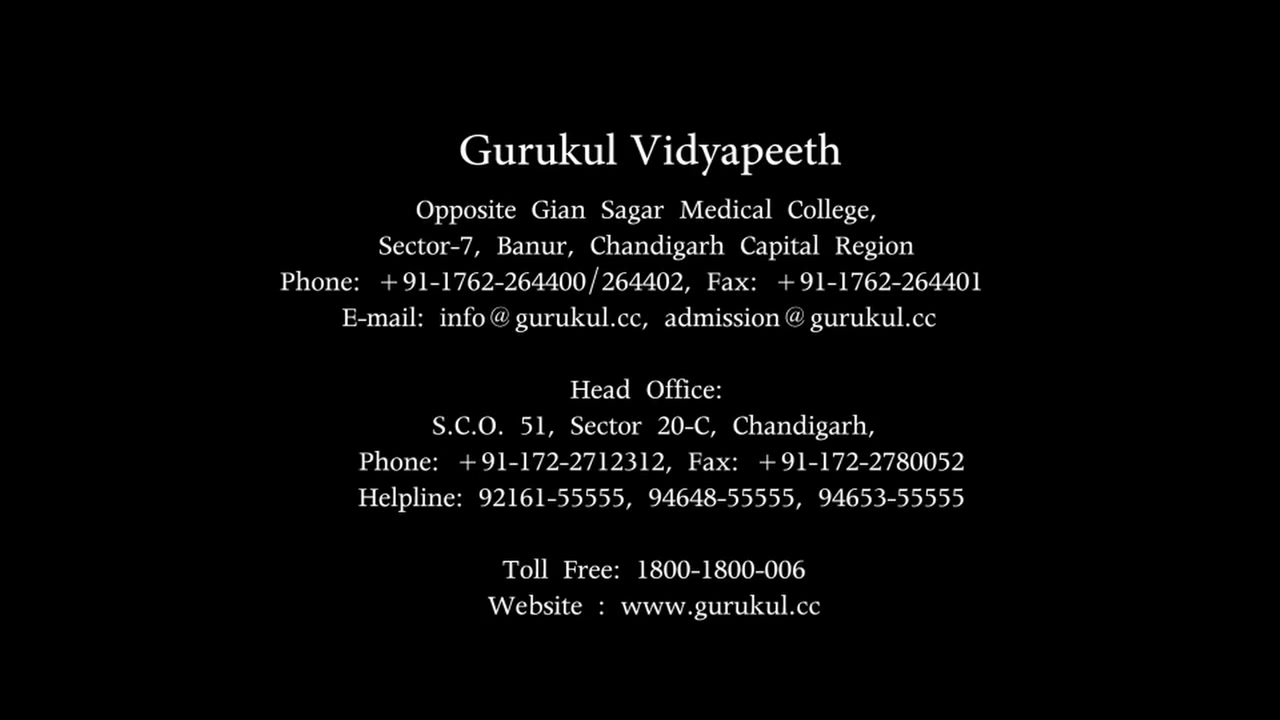 Gurukul Vidyapeeth
Opposite Gian Sagar Medical College,
Sector-7, Banur, Chandigarh Capital Region
Phone: +91-1762-264400/264402, Fax: +91-1762-264401
E-mail: info@gurukul.cc, admission@gurukul.cc
Head Office:
S.C.O. 51, Sector 20-C, Chandigarh,
Phone: +91-172-2712312, Fax: +91-172-2780052
Helpline: 92161-55555, 94648-55555, 94653-55555
Toll Free: 1800-1800-006
Website : www.gurukul.cc